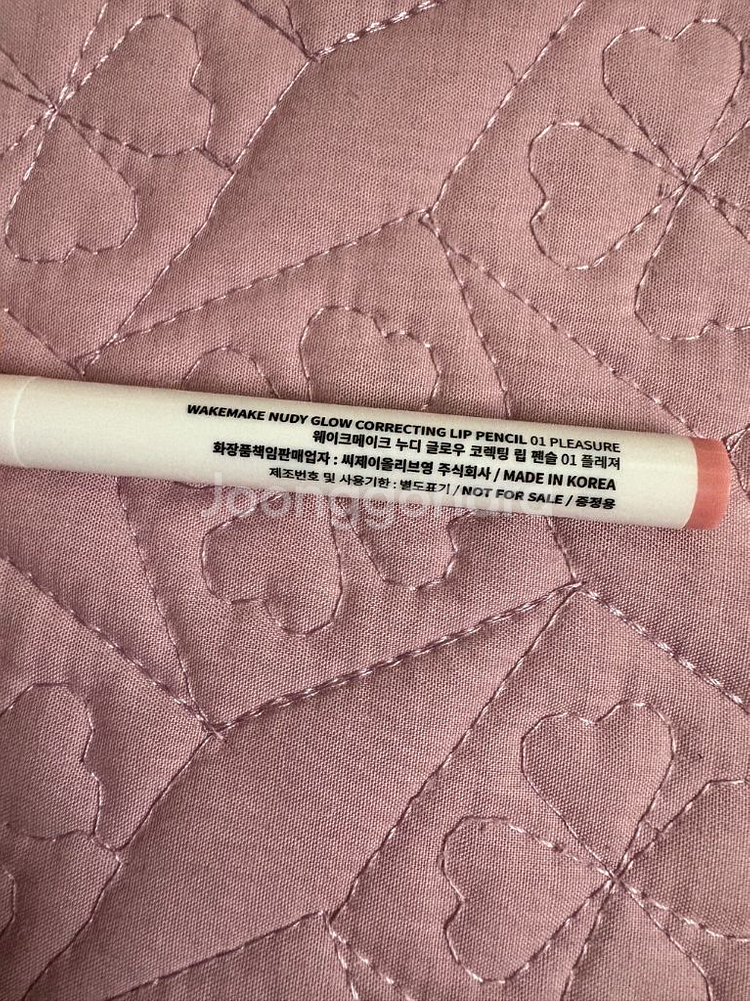 WAKEMAKE NUDY GLOW CORRECTING LIP PENCIL 01 PLEASURE
웨이크메이크 누디 글로우 코렉팅 립 펜슬 01 플레져
화장품책임판매업자 : 씨제이올리브영 주식회사 / MADE IN KOREA
제조번호 및 사용기한 : 별도표기 / NOT FOR SALE / 증정용
Joonggonara